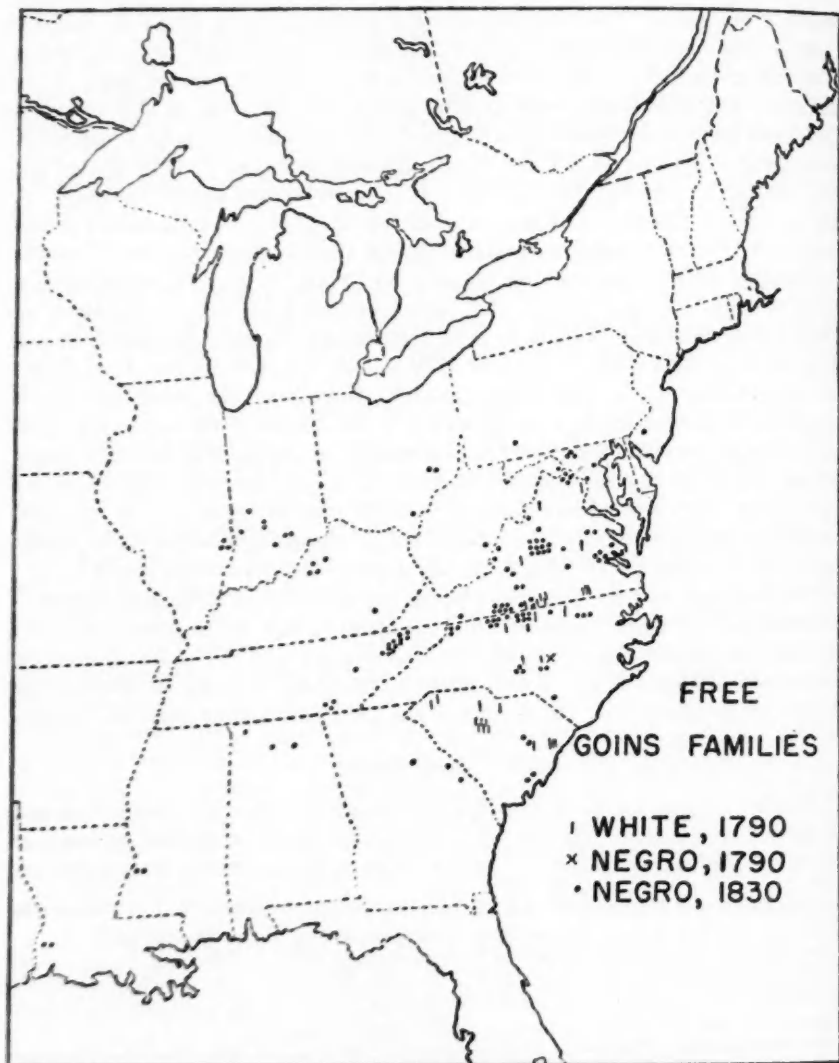 FREE
GOINS FAMILIES
ı WHITE, 1790
× NEGRO, 1790
• NEGRO, 1830